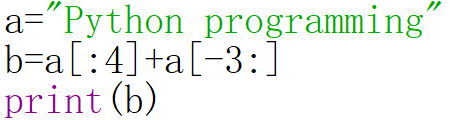 a="Python programming"
b=a[:4]+a[-3:]
print(b)